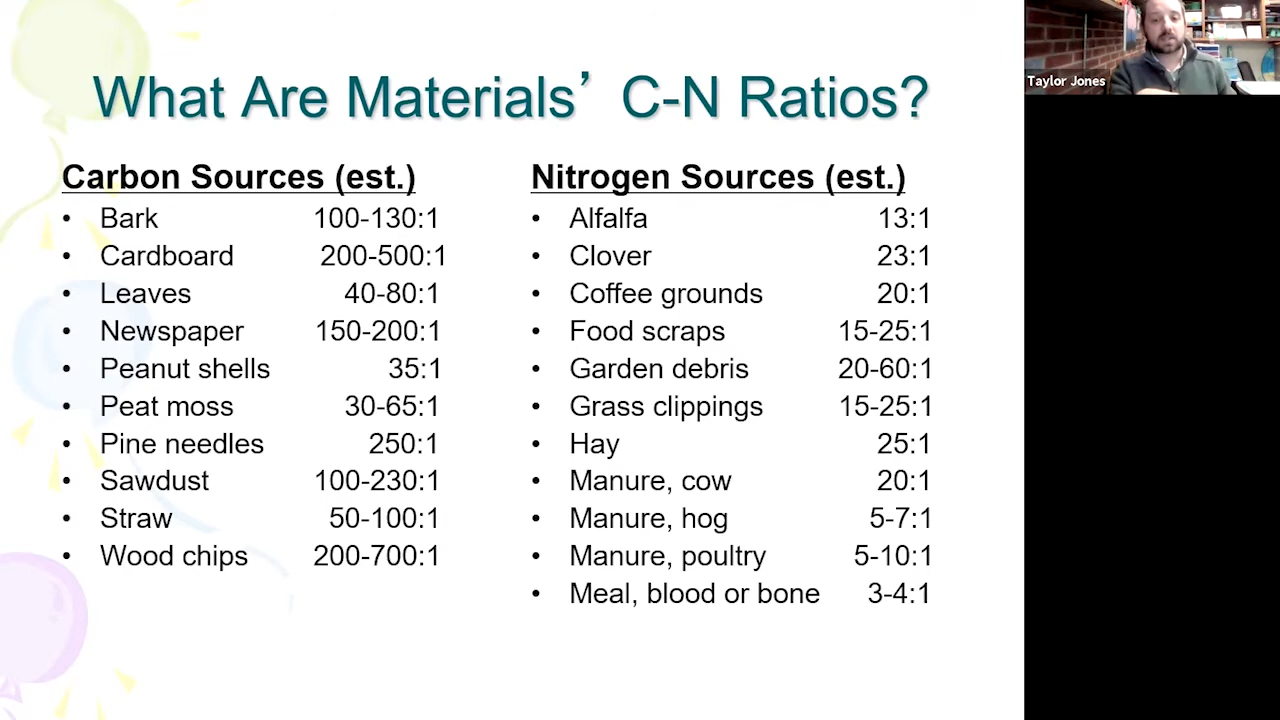 What Are Materials’ C-N Ratios?
Carbon Sources (est.)
• Bark 100-130:1
• Cardboard 200-500:1
• Leaves 40-80:1
• Newspaper 150-200:1
• Peanut shells 35:1
• Peat moss 30-65:1
• Pine needles 250:1
• Sawdust 100-230:1
• Straw 50-100:1
• Wood chips 200-700:1
Nitrogen Sources (est.)
• Alfalfa 13:1
• Clover 23:1
• Coffee grounds 20:1
• Food scraps 15-25:1
• Garden debris 20-60:1
• Grass clippings 15-25:1
• Hay 25:1
• Manure, cow 20:1
• Manure, hog 5-7:1
• Manure, poultry 5-10:1
• Meal, blood or bone 3-4:1
Taylor Jones